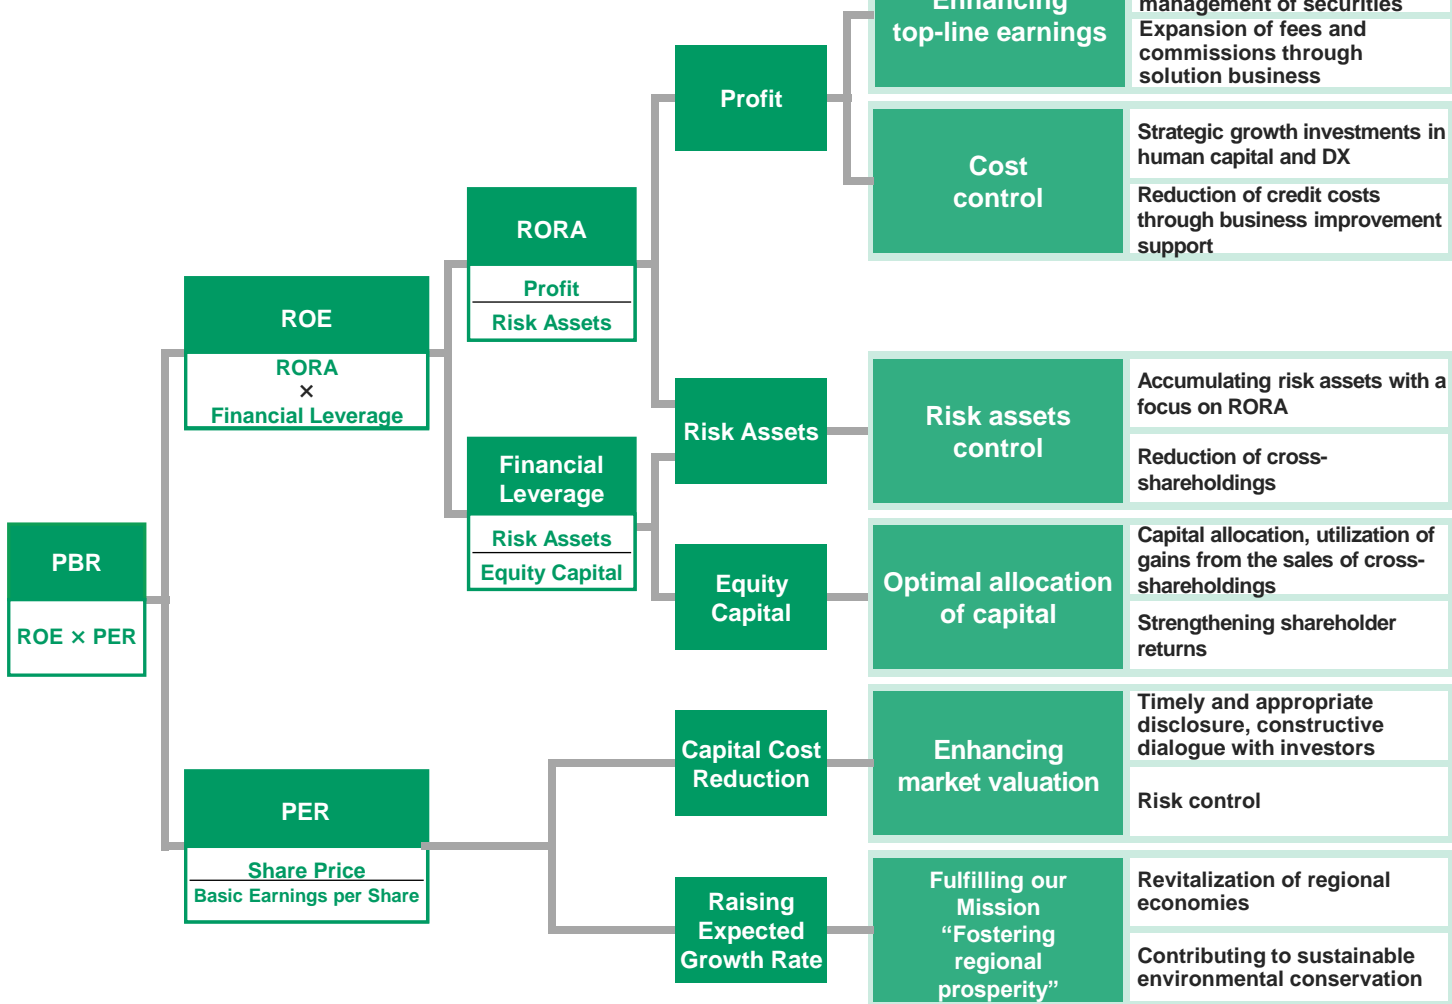 PBR
ROE × PER
ROE
RORA
×
Financial Leverage
PER
Share Price
Basic Earnings per Share
RORA
Profit
Risk Assets
Financial
Leverage
Risk Assets
Equity Capital
Profit
Risk Assets
Equity
Capital
Capital Cost
Reduction
Raising
Expected
Growth Rate
Enhancing
top-line earnings
management of securities
Expansion of fees and
commissions through
solution business
Cost
control
Strategic growth investments in
human capital and DX
Reduction of credit costs
through business improvement
support
Risk assets
control
Accumulating risk assets with a
focus on RORA
Reduction of cross-
shareholdings
Optimal allocation
of capital
Capital allocation, utilization of
gains from the sales of cross-
shareholdings
Strengthening shareholder
returns
Enhancing
market valuation
Timely and appropriate
disclosure, constructive
dialogue with investors
Risk control
Fulfilling our
Mission
“Fostering
regional
prosperity”
Revitalization of regional
economies
Contributing to sustainable
environmental conservation